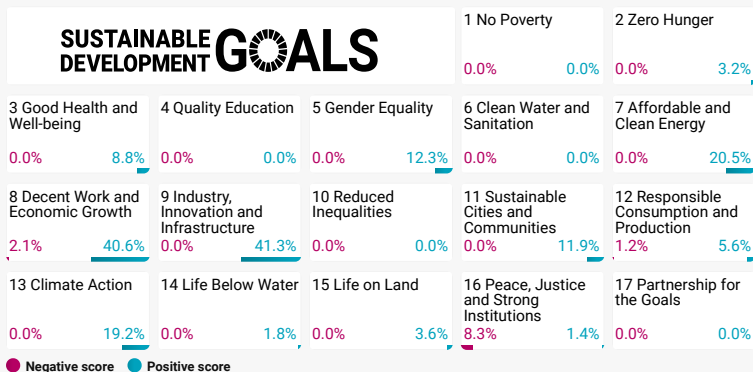 SUSTAINABLE
DEVELOPMENT
GOALS
1 No Poverty
0.0% 0.0%
2 Zero Hunger
0.0% 3.2%
3 Good Health and
Well-being
0.0% 8.8%
4 Quality Education
0.0% 0.0%
5 Gender Equality
0.0% 12.3%
6 Clean Water and
Sanitation
0.0% 0.0%
7 Affordable and
Clean Energy
0.0% 20.5%
8 Decent Work and
Economic Growth
2.1% 40.6%
9 Industry,
Innovation and
Infrastructure
0.0% 41.3%
10 Reduced
Inequalities
0.0% 0.0%
11 Sustainable
Cities and
Communities
0.0% 11.9%
12 Responsible
Consumption and
Production
1.2% 5.6%
13 Climate Action
0.0% 19.2%
14 Life Below Water
0.0% 1.8%
15 Life on Land
0.0% 3.6%
16 Peace, Justice
and Strong
Institutions
8.3% 1.4%
17 Partnership for
the Goals
0.0% 0.0%
Negative score Positive score